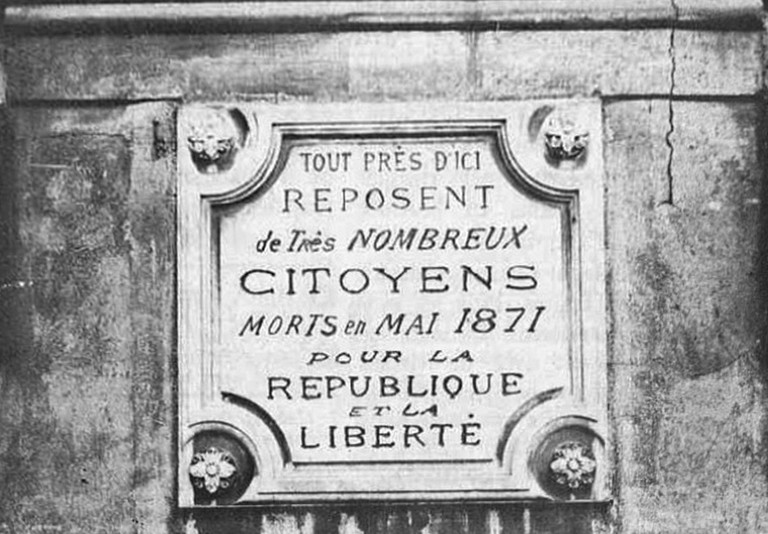 TOUT PRÈS D'ICI
REPOSENT
de Très NOMBREUX
CITOYENS
MORTS en MAI 1871
POUR LA
REPUBLIQUE
ET LA
LIBERTÉ